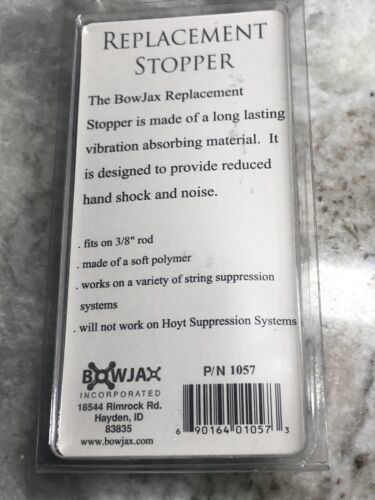 REPLACEMENT
STOPPER
The BowJax Replacement
Stopper is made of a long lasting
vibration absorbing material. It
is designed to provide reduced
hand shock and noise.
. fits on 3/8" rod
. made of a soft polymer
. works on a variety of string suppression
systems
. will not work on Hoyt Suppression Systems
BOWJAX
INCORPORATED
18544 Rimrock Rd.
Hayden, ID
83835
www.bowjax.com
P/N 1057
6 90164 01057 3